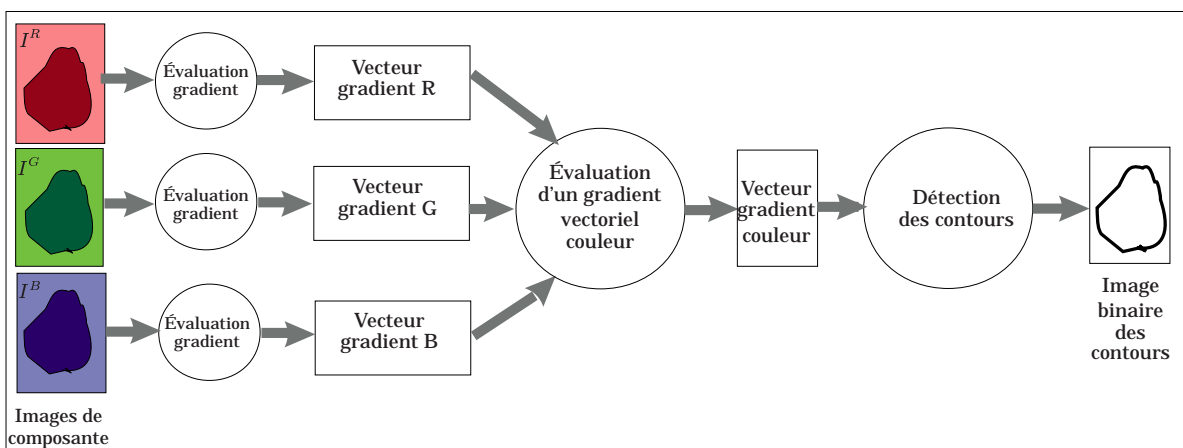 I^R
Évaluation
gradient
Vecteur
gradient R
I^G
Évaluation
gradient
Vecteur
gradient G
I^B
Évaluation
gradient
Vecteur
gradient B
Évaluation
d'un gradient
vectoriel
couleur
Vecteur
gradient
couleur
Détection
des contours
Image
binaire
des
contours
Images de
composante